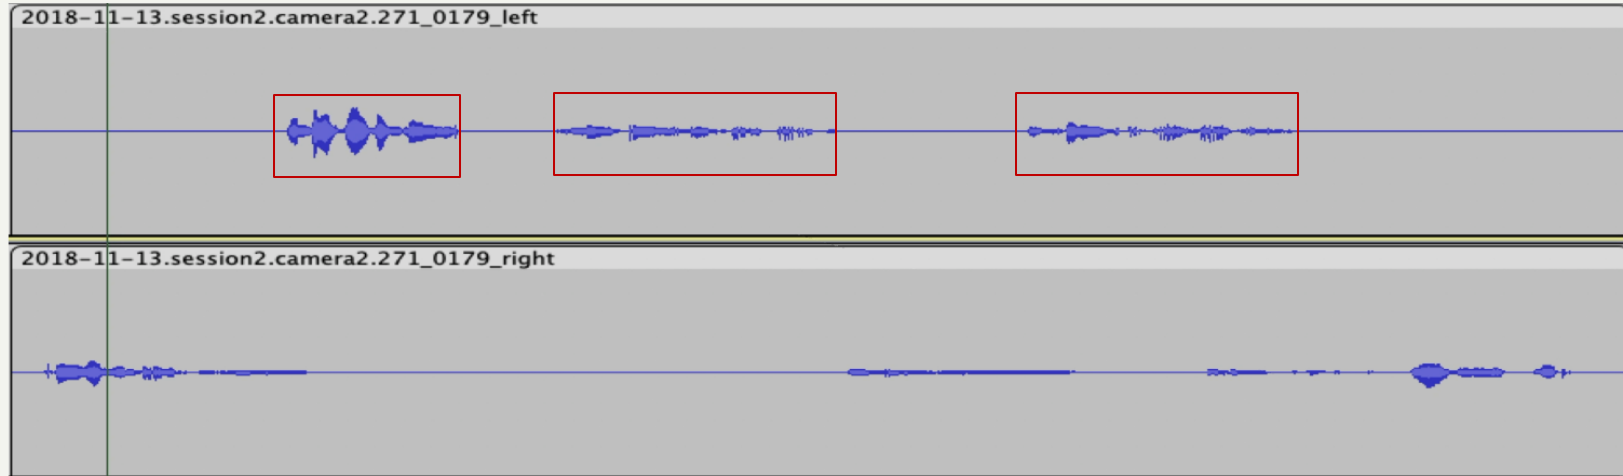 2018-11-13.session2.camera2.271_0179_left
2018-11-13.session2.camera2.271_0179_right